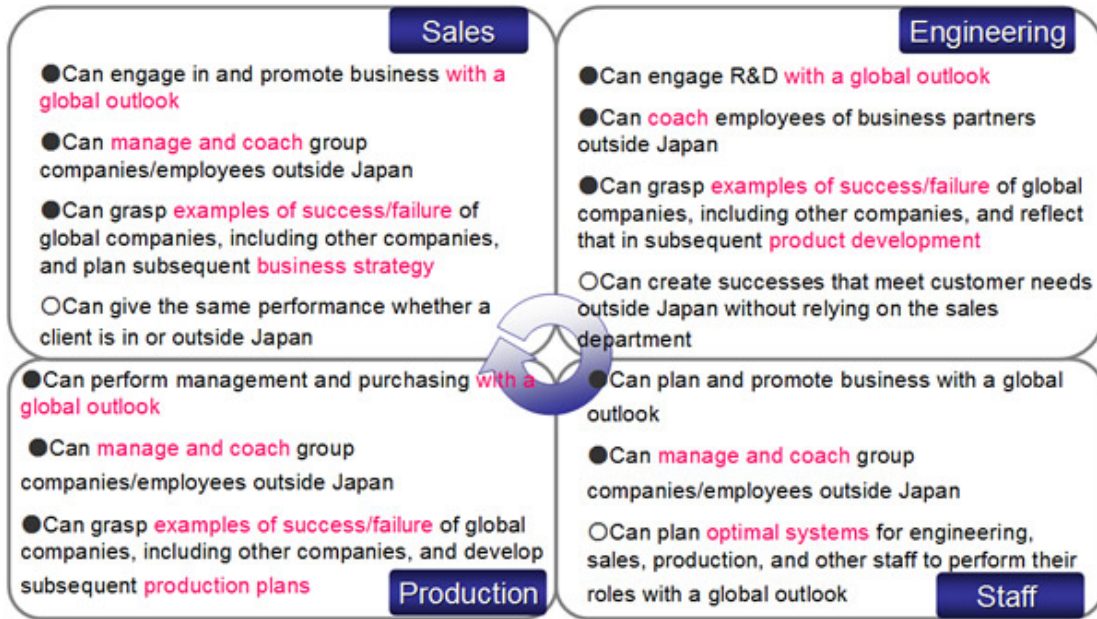 Sales
●Can engage in and promote business with a
global outlook
●Can manage and coach group
companies/employees outside Japan
●Can grasp examples of success/failure of
global companies, including other companies,
and plan subsequent business strategy
○Can give the same performance whether a
client is in or outside Japan
Engineering
●Can engage R&D with a global outlook
●Can coach employees of business partners
outside Japan
●Can grasp examples of success/failure of global
companies, including other companies, and reflect
that in subsequent product development
○Can create successes that meet customer needs
outside Japan without relying on the sales
department
●Can perform management and purchasing with a
global outlook
●Can manage and coach group
companies/employees outside Japan
●Can grasp examples of success/failure of global
companies, including other companies, and develop
subsequent production plans
Production
●Can plan and promote business with a global
outlook
●Can manage and coach group
companies/employees outside Japan
○Can plan optimal systems for engineering,
sales, production, and other staff to perform their
roles with a global outlook
Staff